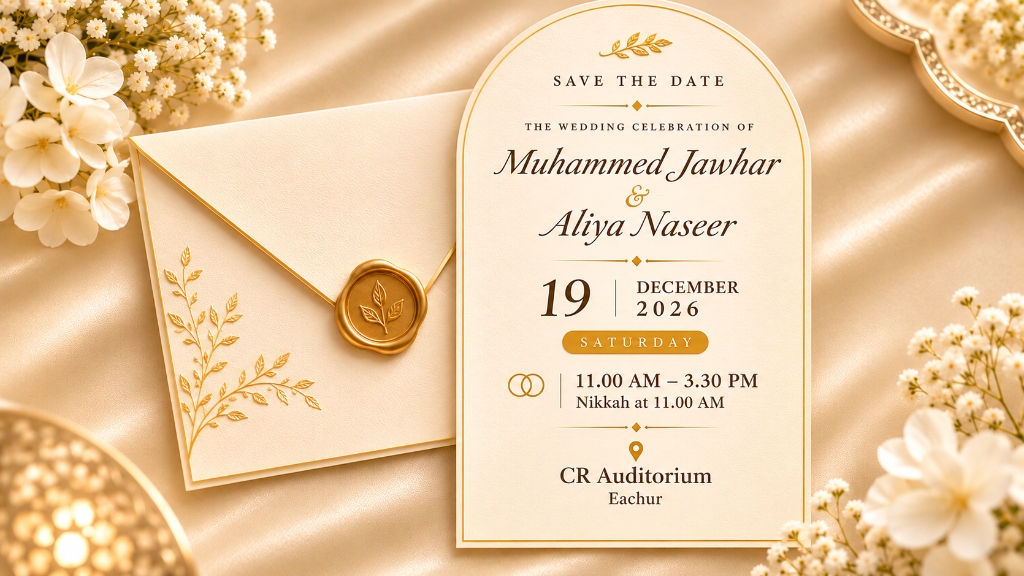 SAVE THE DATE
THE WEDDING CELEBRATION OF
Muhammed Jawhar
&
Aliya Naseer
19
DECEMBER
2026
SATURDAY
11.00 AM – 3.30 PM
Nikkah at 11.00 AM
CR Auditorium
Eachur